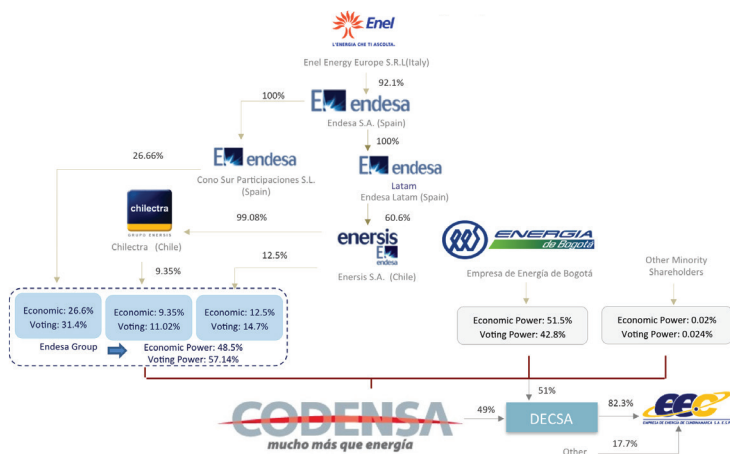 Enel
L'ENERGIA CHE TI ASCOLTA.
Enel Energy Europe S.R.L(Italy)
92.1%
100%
endesa
Endesa S.A. (Spain)
100%
26.66%
endesa
Cono Sur Participaciones S.L.
(Spain)
endesa
Latam
Endesa Latam (Spain)
chilectra
GRUPO ENERSIS
Chilectra (Chile)
99.08%
60.6%
enersis
endesa
Enersis S.A. (Chile)
9.35%
12.5%
ENERGIA
de Bogotá
Empresa de Energía de Bogotá
Other Minority
Shareholders
Economic: 26.6%
Voting: 31.4%
Economic: 9.35%
Voting: 11.02%
Economic: 12.5%
Voting: 14.7%
Endesa Group
Economic Power: 48.5%
Voting Power: 57.14%
Economic Power: 51.5%
Voting Power: 42.8%
Economic Power: 0.02%
Voting Power: 0.024%
CODENSA
mucho más que energía
49%
51%
DECSA
82.3%
eec
EMPRESA DE ENERGIA DE CUNDINAMARCA S.A. E.S.P.
Other
17.7%